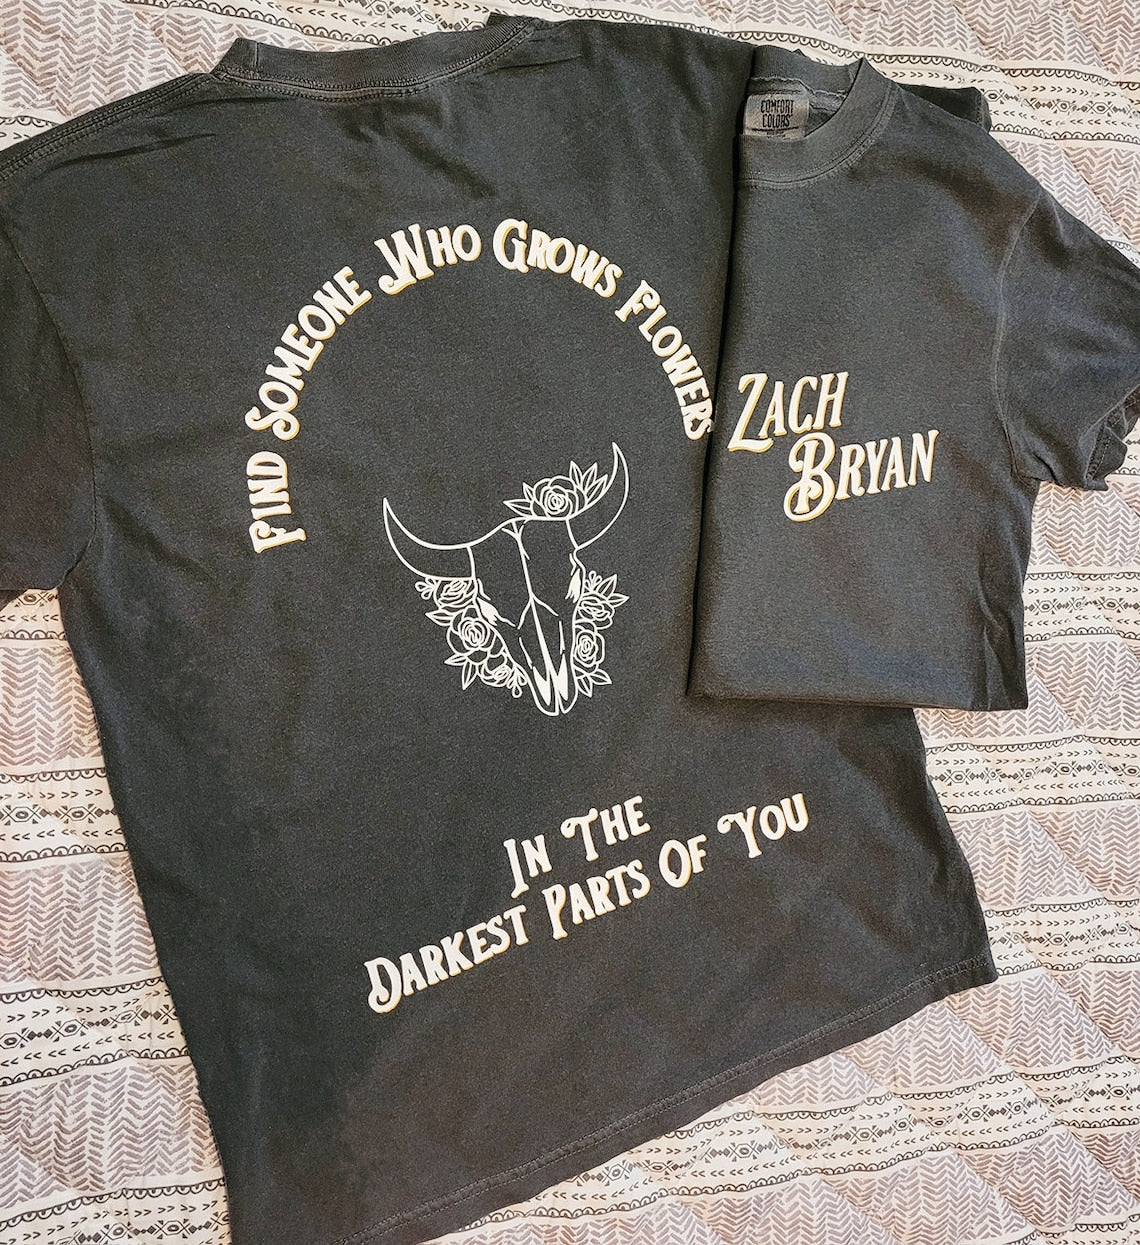 Find Someone Who Grows Flowers
In The
Darkest Parts Of You
COMFORT
COLORS
Zach
Bryan